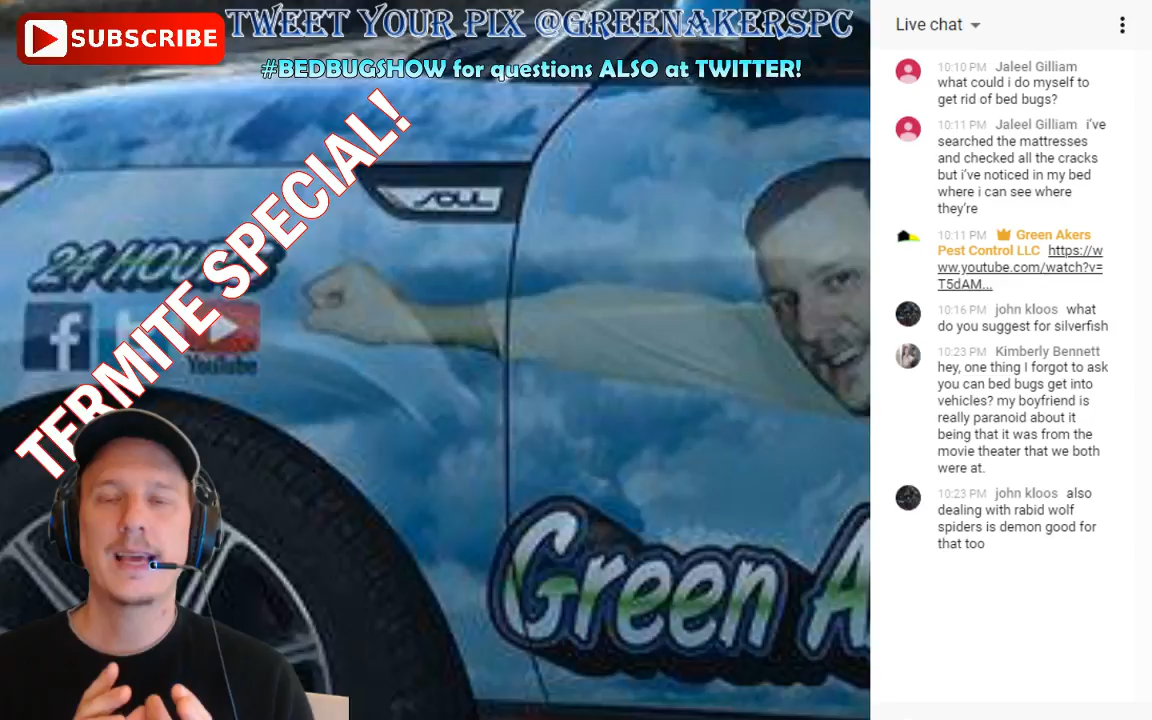 SUBSCRIBE
TWEET YOUR PIX @GREENAKERSPC
#BEDBUGSHOW for questions ALSO at TWITTER!
TERMITE SPECIAL!
SOUL
24 HOURS
f
Youtube
Green A
Live chat
10:10 PM Jaleel Gilliam
what could i do myself to
get rid of bed bugs?
10:11 PM Jaleel Gilliam i've
searched the mattresses
and checked all the cracks
but i've noticed in my bed
where i can see where
they're
10:11 PM Green Akers
Pest Control LLC https://w
ww.youtube.com/watch?v=
T5dAM...
10:16 PM john kloos what
do you suggest for silverfish
10:23 PM Kimberly Bennett
hey, one thing I forgot to ask
you can bed bugs get into
vehicles? my boyfriend is
really paranoid about it
being that it was from the
movie theater that we both
were at.
10:23 PM john kloos also
dealing with rabid wolf
spiders is demon good for
that too